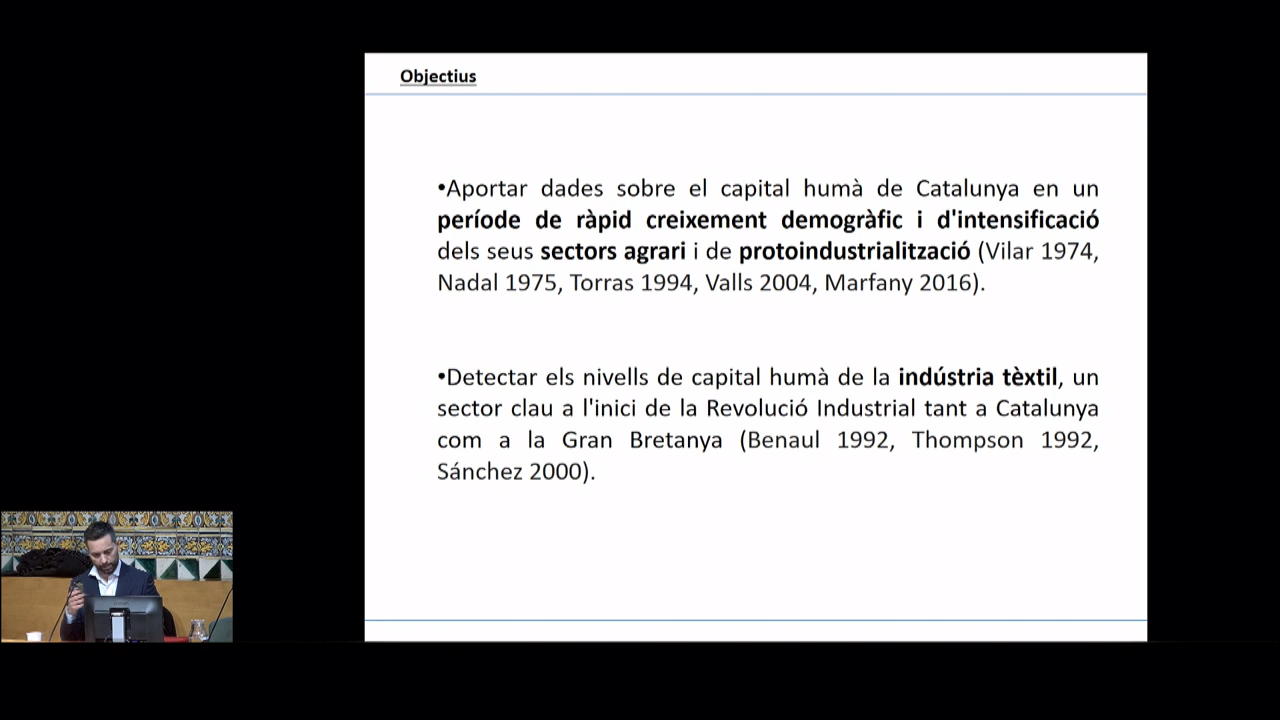 Objectius
•Aportar dades sobre el capital humà de Catalunya en un
període de ràpid creixement demogràfic i d'intensificació
dels seus sectors agrari i de protoindustrialització (Vilar 1974,
Nadal 1975, Torras 1994, Valls 2004, Marfany 2016).
•Detectar els nivells de capital humà de la indústria tèxtil, un
sector clau a l'inici de la Revolució Industrial tant a Catalunya
com a la Gran Bretanya (Benaul 1992, Thompson 1992,
Sánchez 2000).